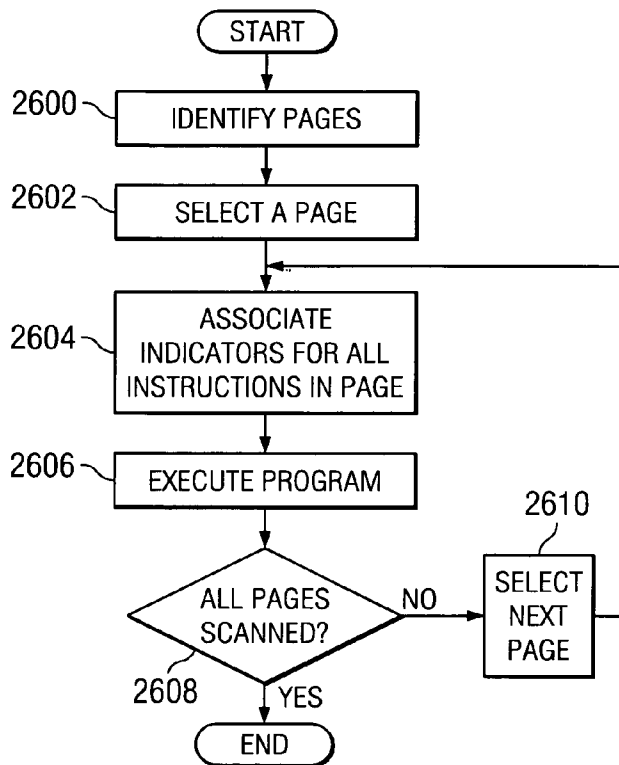 START
2600
IDENTIFY PAGES
2602
SELECT A PAGE
2604
ASSOCIATE
INDICATORS FOR ALL
INSTRUCTIONS IN PAGE
2606
EXECUTE PROGRAM
2610
ALL PAGES
SCANNED?
NO
SELECT
NEXT
PAGE
2608
YES
END